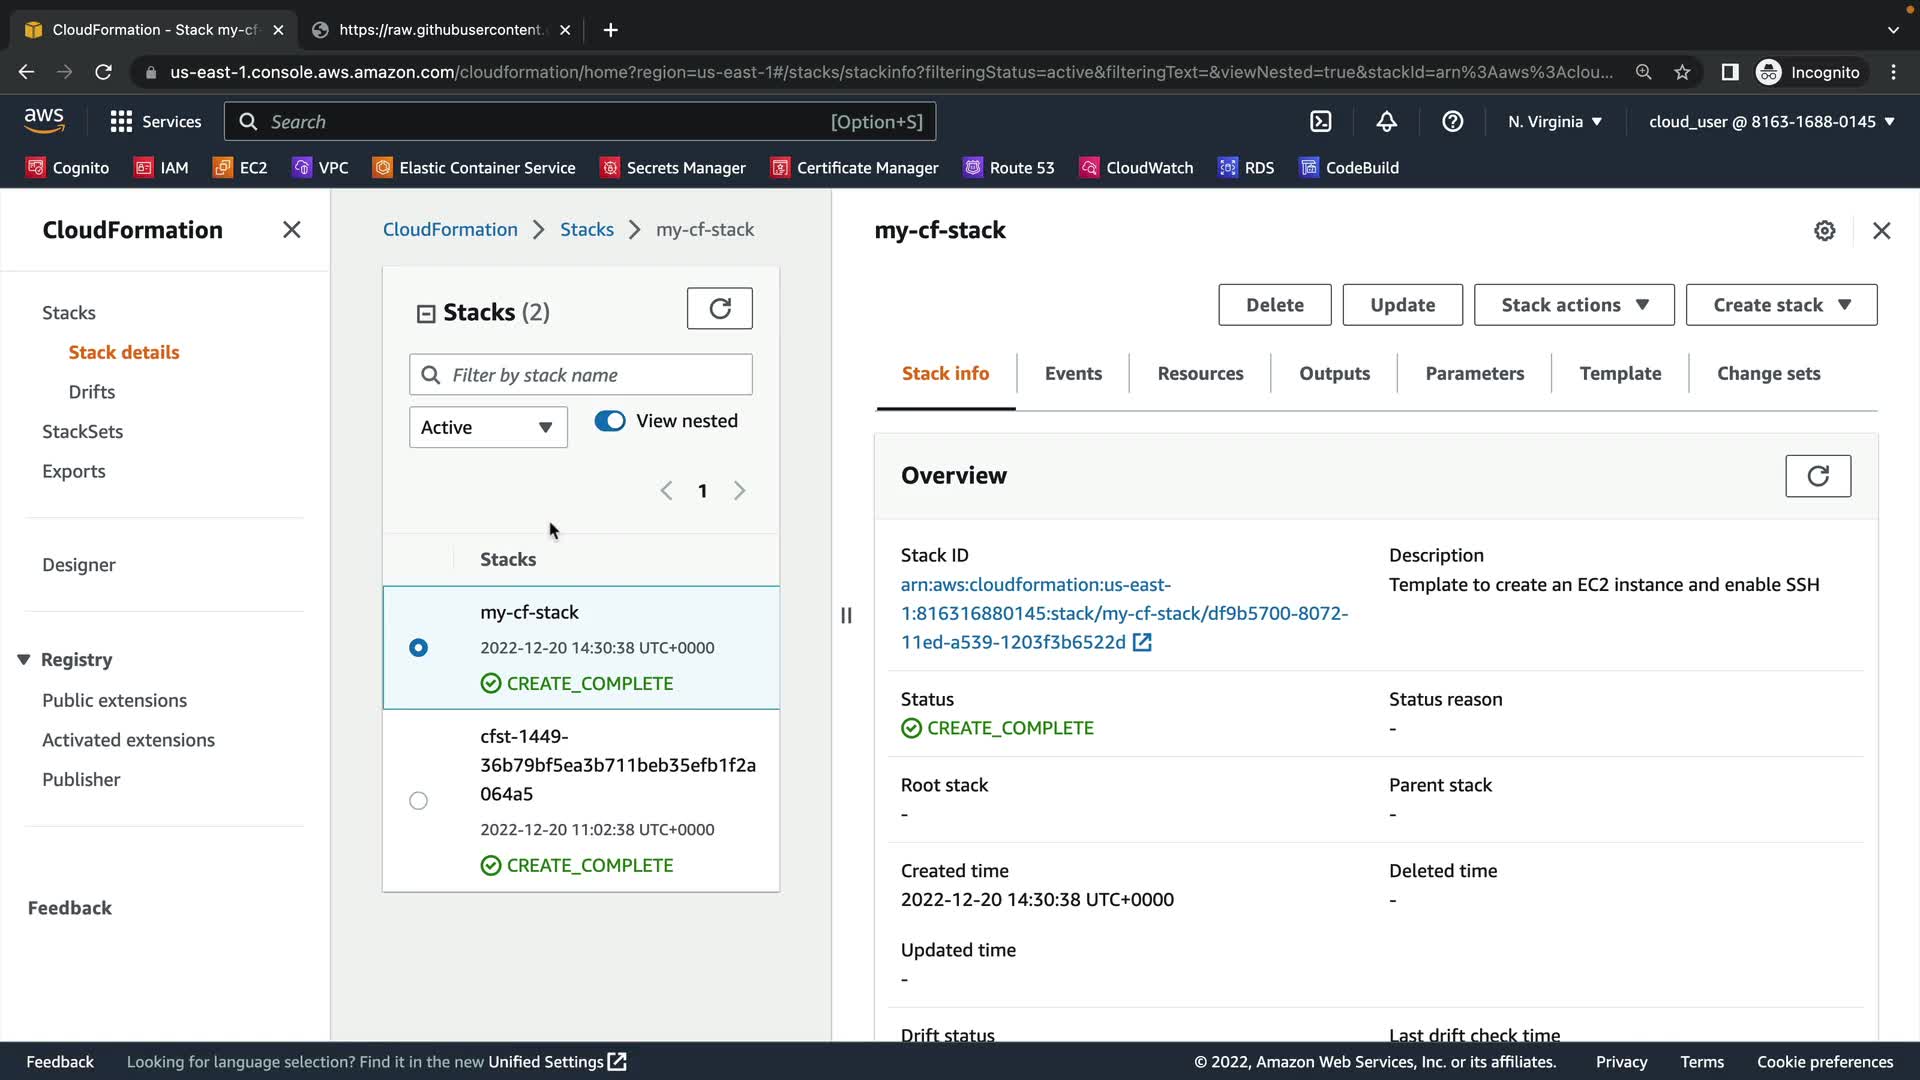 CloudFormation - Stack my-cf-
https://raw.githubusercontent.
us-east-1.console.aws.amazon.com/cloudformation/home?region=us-east-1#/stacks/stackinfo?filteringStatus=active&filteringText=&viewNested=true&stackId=arn%3Aaws%3Aclou...
Incognito
aws
Services
Search
[Option+S]
N. Virginia
cloud_user @ 8163-1688-0145
Cognito
IAM
EC2
VPC
Elastic Container Service
Secrets Manager
Certificate Manager
Route 53
CloudWatch
RDS
CodeBuild
CloudFormation
Stacks
Stack details
Drifts
StackSets
Exports
Designer
Registry
Public extensions
Activated extensions
Publisher
Feedback
CloudFormation
Stacks
my-cf-stack
Stacks (2)
Filter by stack name
Active
View nested
1
Stacks
my-cf-stack
2022-12-20 14:30:38 UTC+0000
CREATE_COMPLETE
cfst-1449-
36b79bf5ea3b711beb35efb1f2a
064a5
2022-12-20 11:02:38 UTC+0000
CREATE_COMPLETE
my-cf-stack
Delete
Update
Stack actions
Create stack
Stack info
Events
Resources
Outputs
Parameters
Template
Change sets
Overview
Stack ID
arn:aws:cloudformation:us-east-
1:816316880145:stack/my-cf-stack/df9b5700-8072-
11ed-a539-1203f3b6522d
Description
Template to create an EC2 instance and enable SSH
Status
CREATE_COMPLETE
Status reason
-
Root stack
-
Parent stack
-
Created time
2022-12-20 14:30:38 UTC+0000
Deleted time
-
Updated time
-
Drift status
Last drift check time
Feedback
Looking for language selection? Find it in the new Unified Settings
© 2022, Amazon Web Services, Inc. or its affiliates.
Privacy
Terms
Cookie preferences